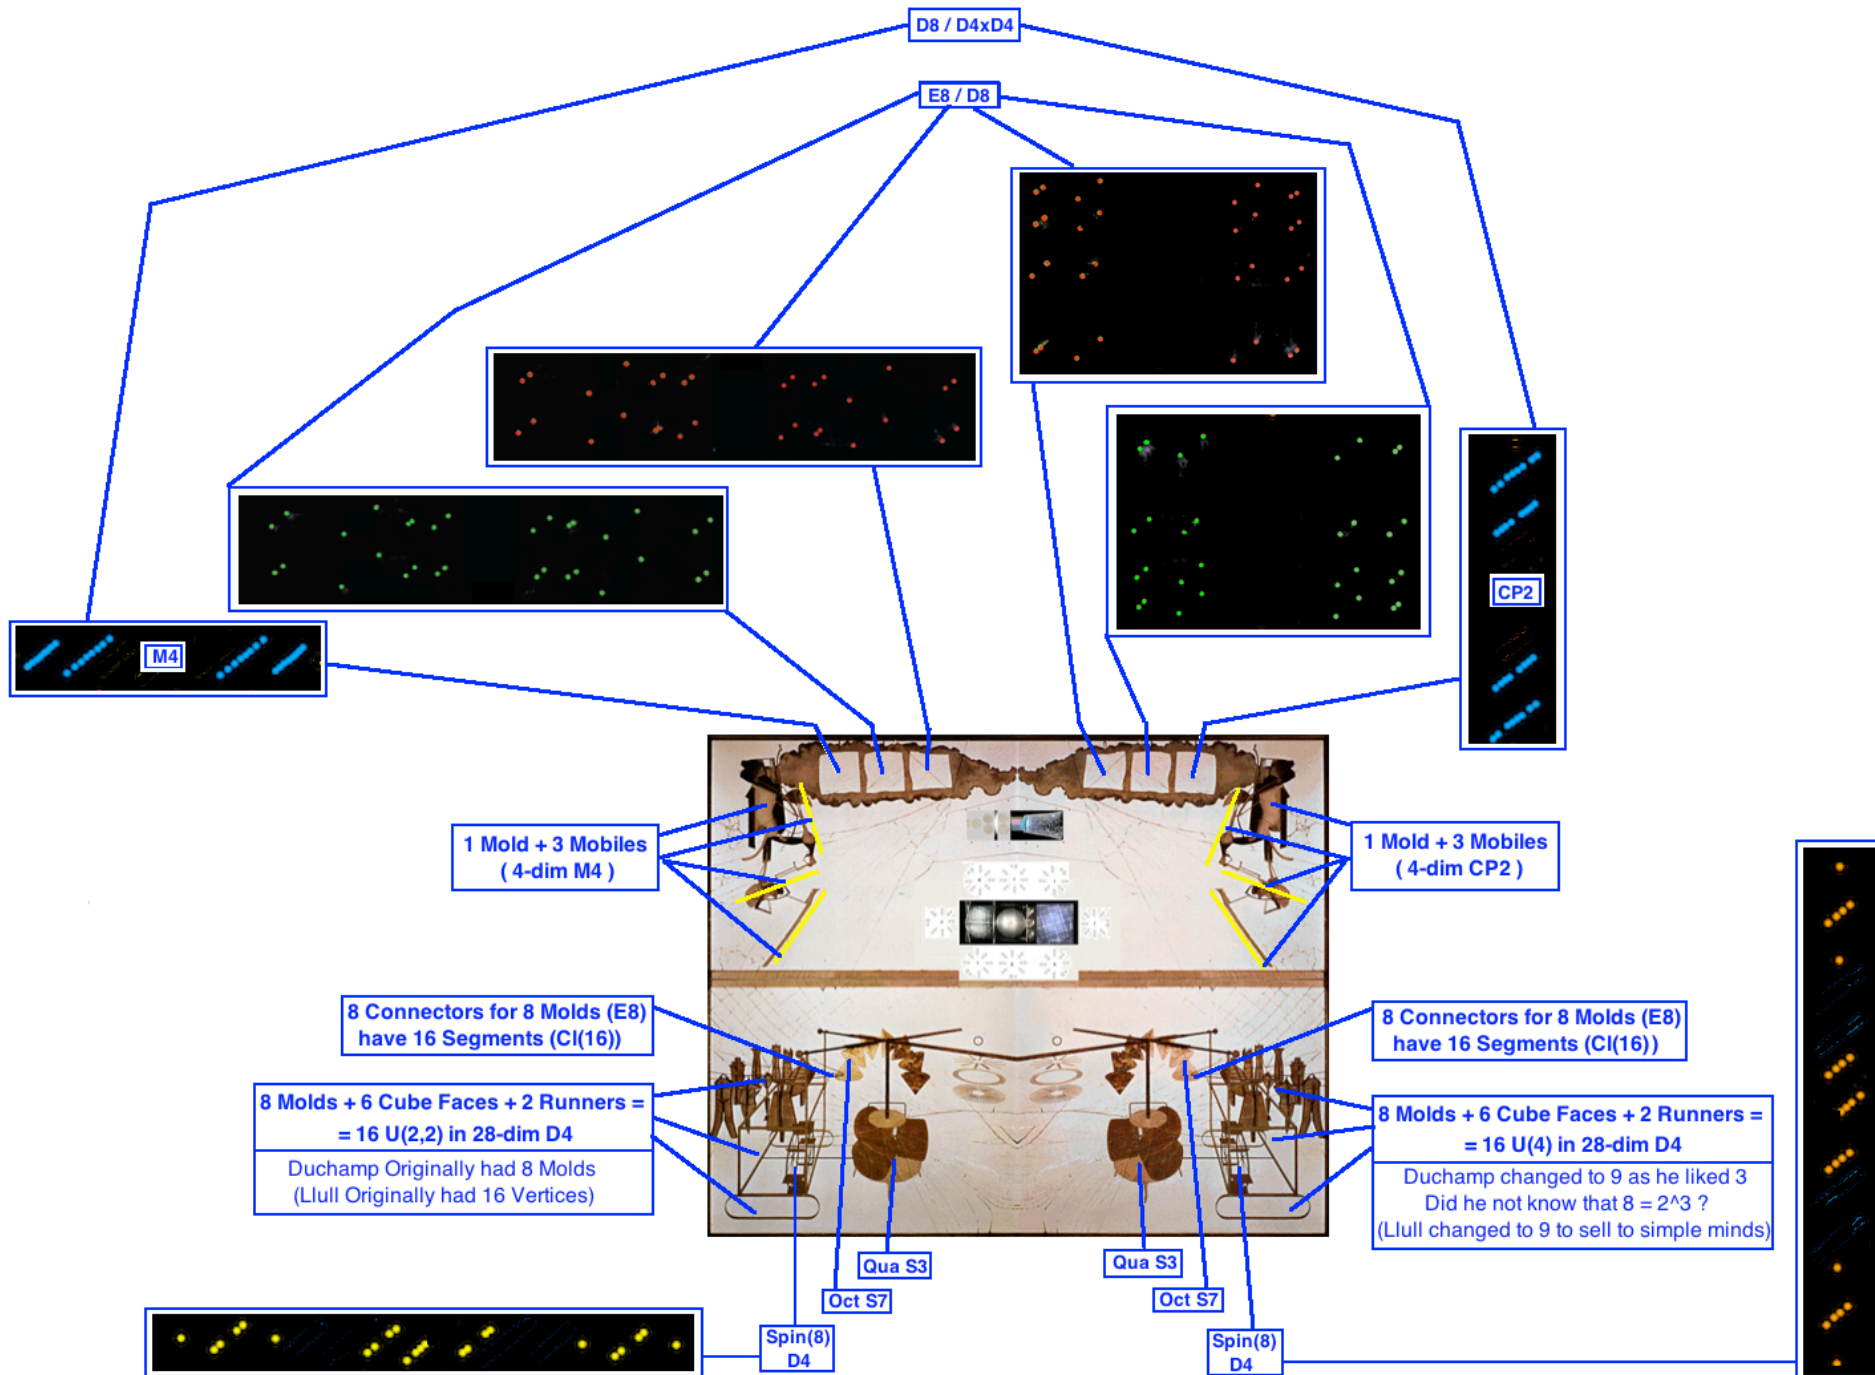 D8 / D4xD4
E8 / D8
M4
CP2
1 Mold + 3 Mobiles
( 4-dim M4 )
1 Mold + 3 Mobiles
( 4-dim CP2 )
8 Connectors for 8 Molds (E8)
have 16 Segments (Cl(16))
8 Connectors for 8 Molds (E8)
have 16 Segments (Cl(16))
8 Molds + 6 Cube Faces + 2 Runners =
= 16 U(2,2) in 28-dim D4
Duchamp Originally had 8 Molds
(Llull Originally had 16 Vertices)
8 Molds + 6 Cube Faces + 2 Runners =
= 16 U(4) in 28-dim D4
Duchamp changed to 9 as he liked 3
Did he not know that 8 = 2^3 ?
(Llull changed to 9 to sell to simple minds)
Qua S3
Qua S3
Oct S7
Oct S7
Spin(8)
D4
Spin(8)
D4